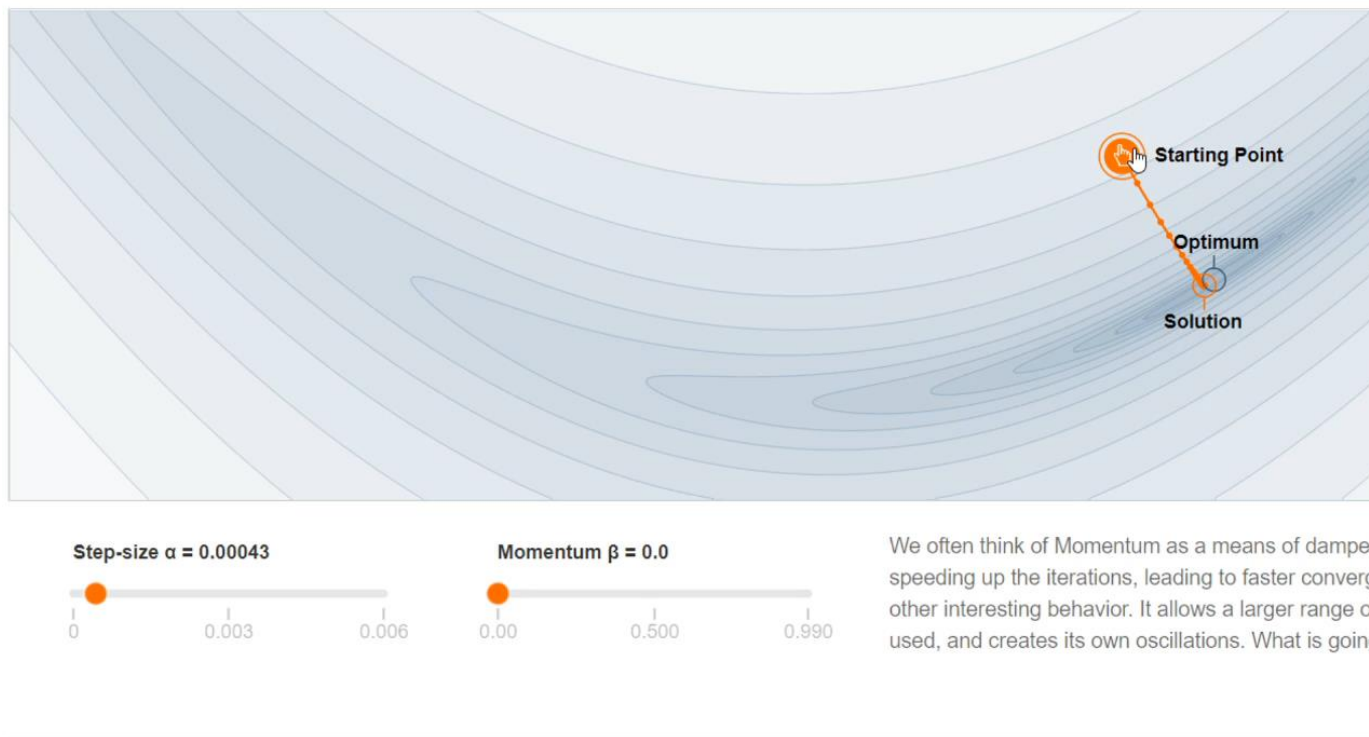 Starting Point
Optimum
Solution
Step-size α = 0.00043
0 0.003 0.006
Momentum β = 0.0
0.00 0.500 0.990
We often think of Momentum as a means of dampe
speeding up the iterations, leading to faster converg
other interesting behavior. It allows a larger range o
used, and creates its own oscillations. What is going